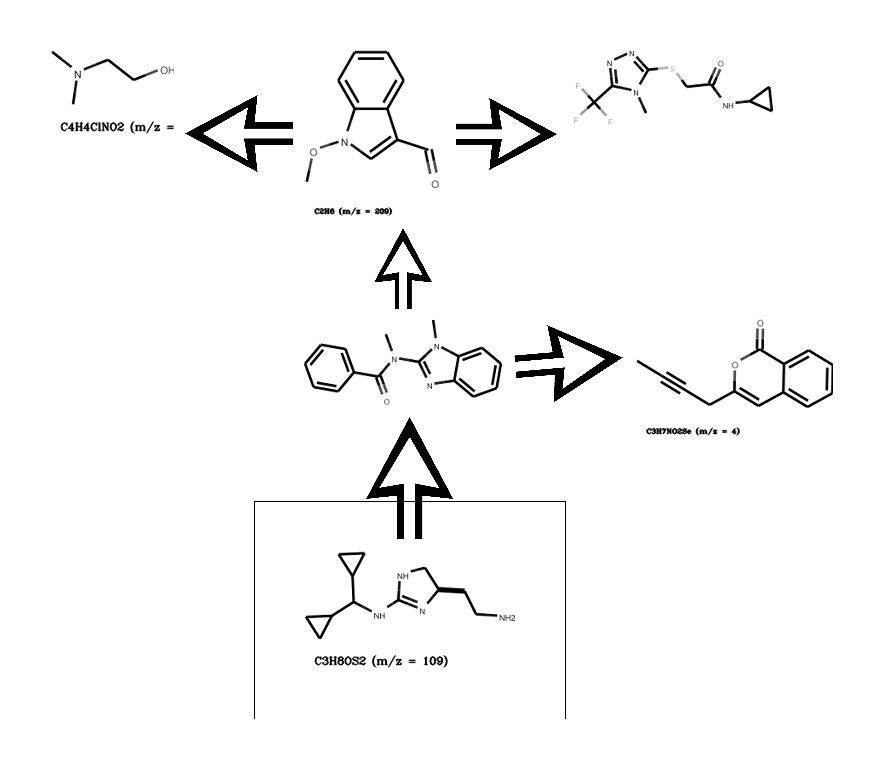 N
OH
C4H4ClNO2 (m/z =
N
O
O
C2H6 (m/z = 209)
N
N
N
S
O
NH
F
F
F
N
N
N
O
O
O
C3H7NO2Se (m/z = 4)
NH
N
NH
NH2
C3H8OS2 (m/z = 109)